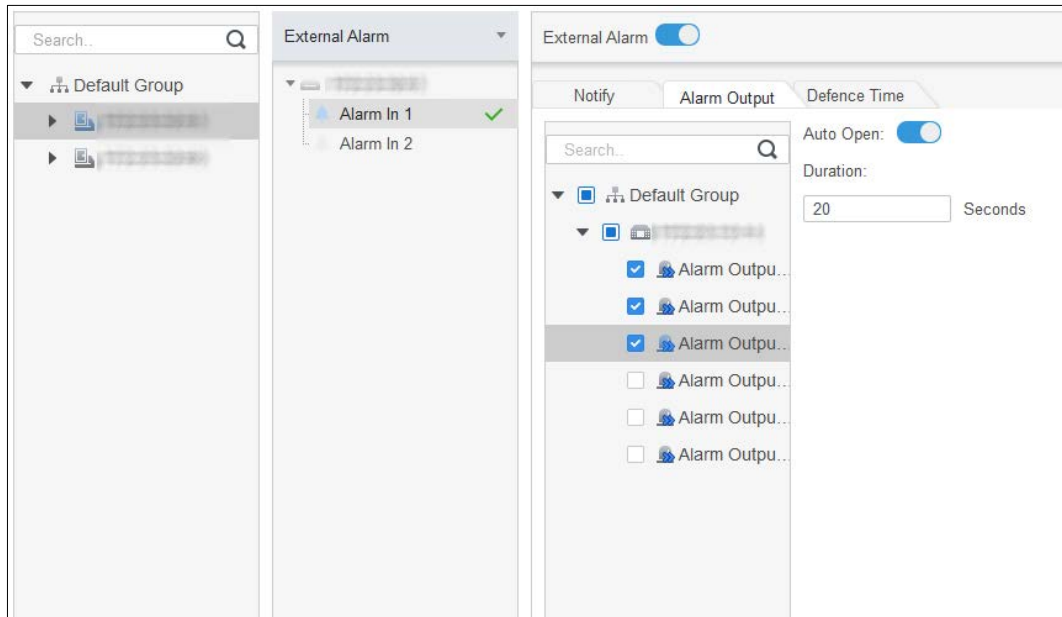 Search..
Default Group
External Alarm
Alarm In 1
Alarm In 2
External Alarm
Notify
Alarm Output
Defence Time
Search..
Default Group
Alarm Outpu...
Alarm Outpu...
Alarm Outpu...
Alarm Outpu...
Alarm Outpu...
Alarm Outpu...
Auto Open:
Duration:
20 Seconds